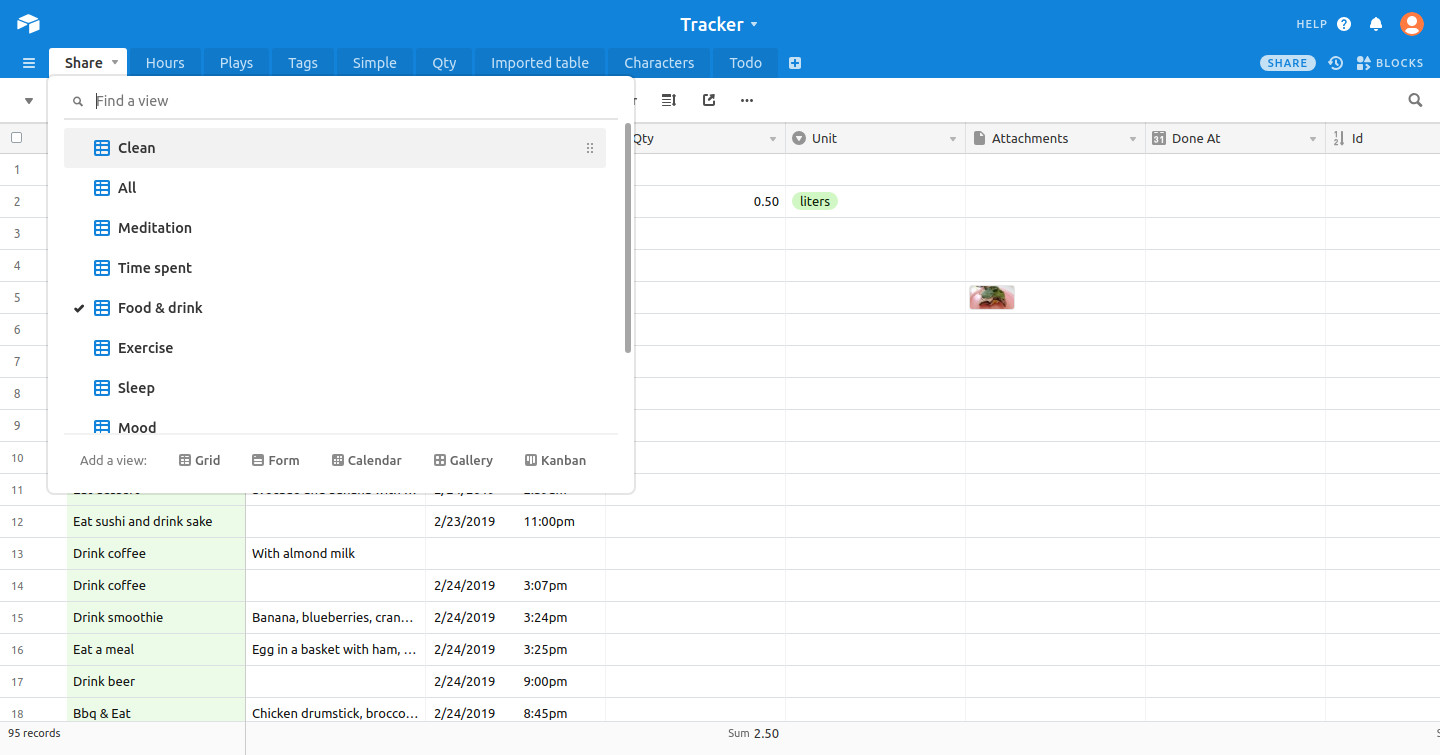 Tracker
HELP
Share Hours Plays Tags Simple Qty Imported table Characters Todo
SHARE BLOCKS
Find a view
Clean
All
Meditation
Time spent
Food & drink
Exercise
Sleep
Mood
Add a view: Grid Form Calendar Gallery Kanban
Qty Unit Attachments 31 Done At Id
1
2 0.50 liters
3
4
5
6
7
8
9
10
11
12 Eat sushi and drink sake 2/23/2019 11:00pm
13 Drink coffee With almond milk
14 Drink coffee 2/24/2019 3:07pm
15 Drink smoothie Banana, blueberries, cran... 2/24/2019 3:24pm
16 Eat a meal Egg in a basket with ham, ... 2/24/2019 3:25pm
17 Drink beer 2/24/2019 9:00pm
18 Bbq & Eat Chicken drumstick, brocco... 2/24/2019 8:45pm
95 records Sum 2.50